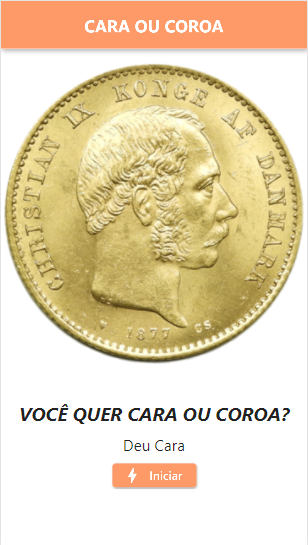 CARA OU COROA
CHRISTIAN IX KONGE AF DANMARK
1877 CS.
VOCÊ QUER CARA OU COROA?
Deu Cara
Iniciar